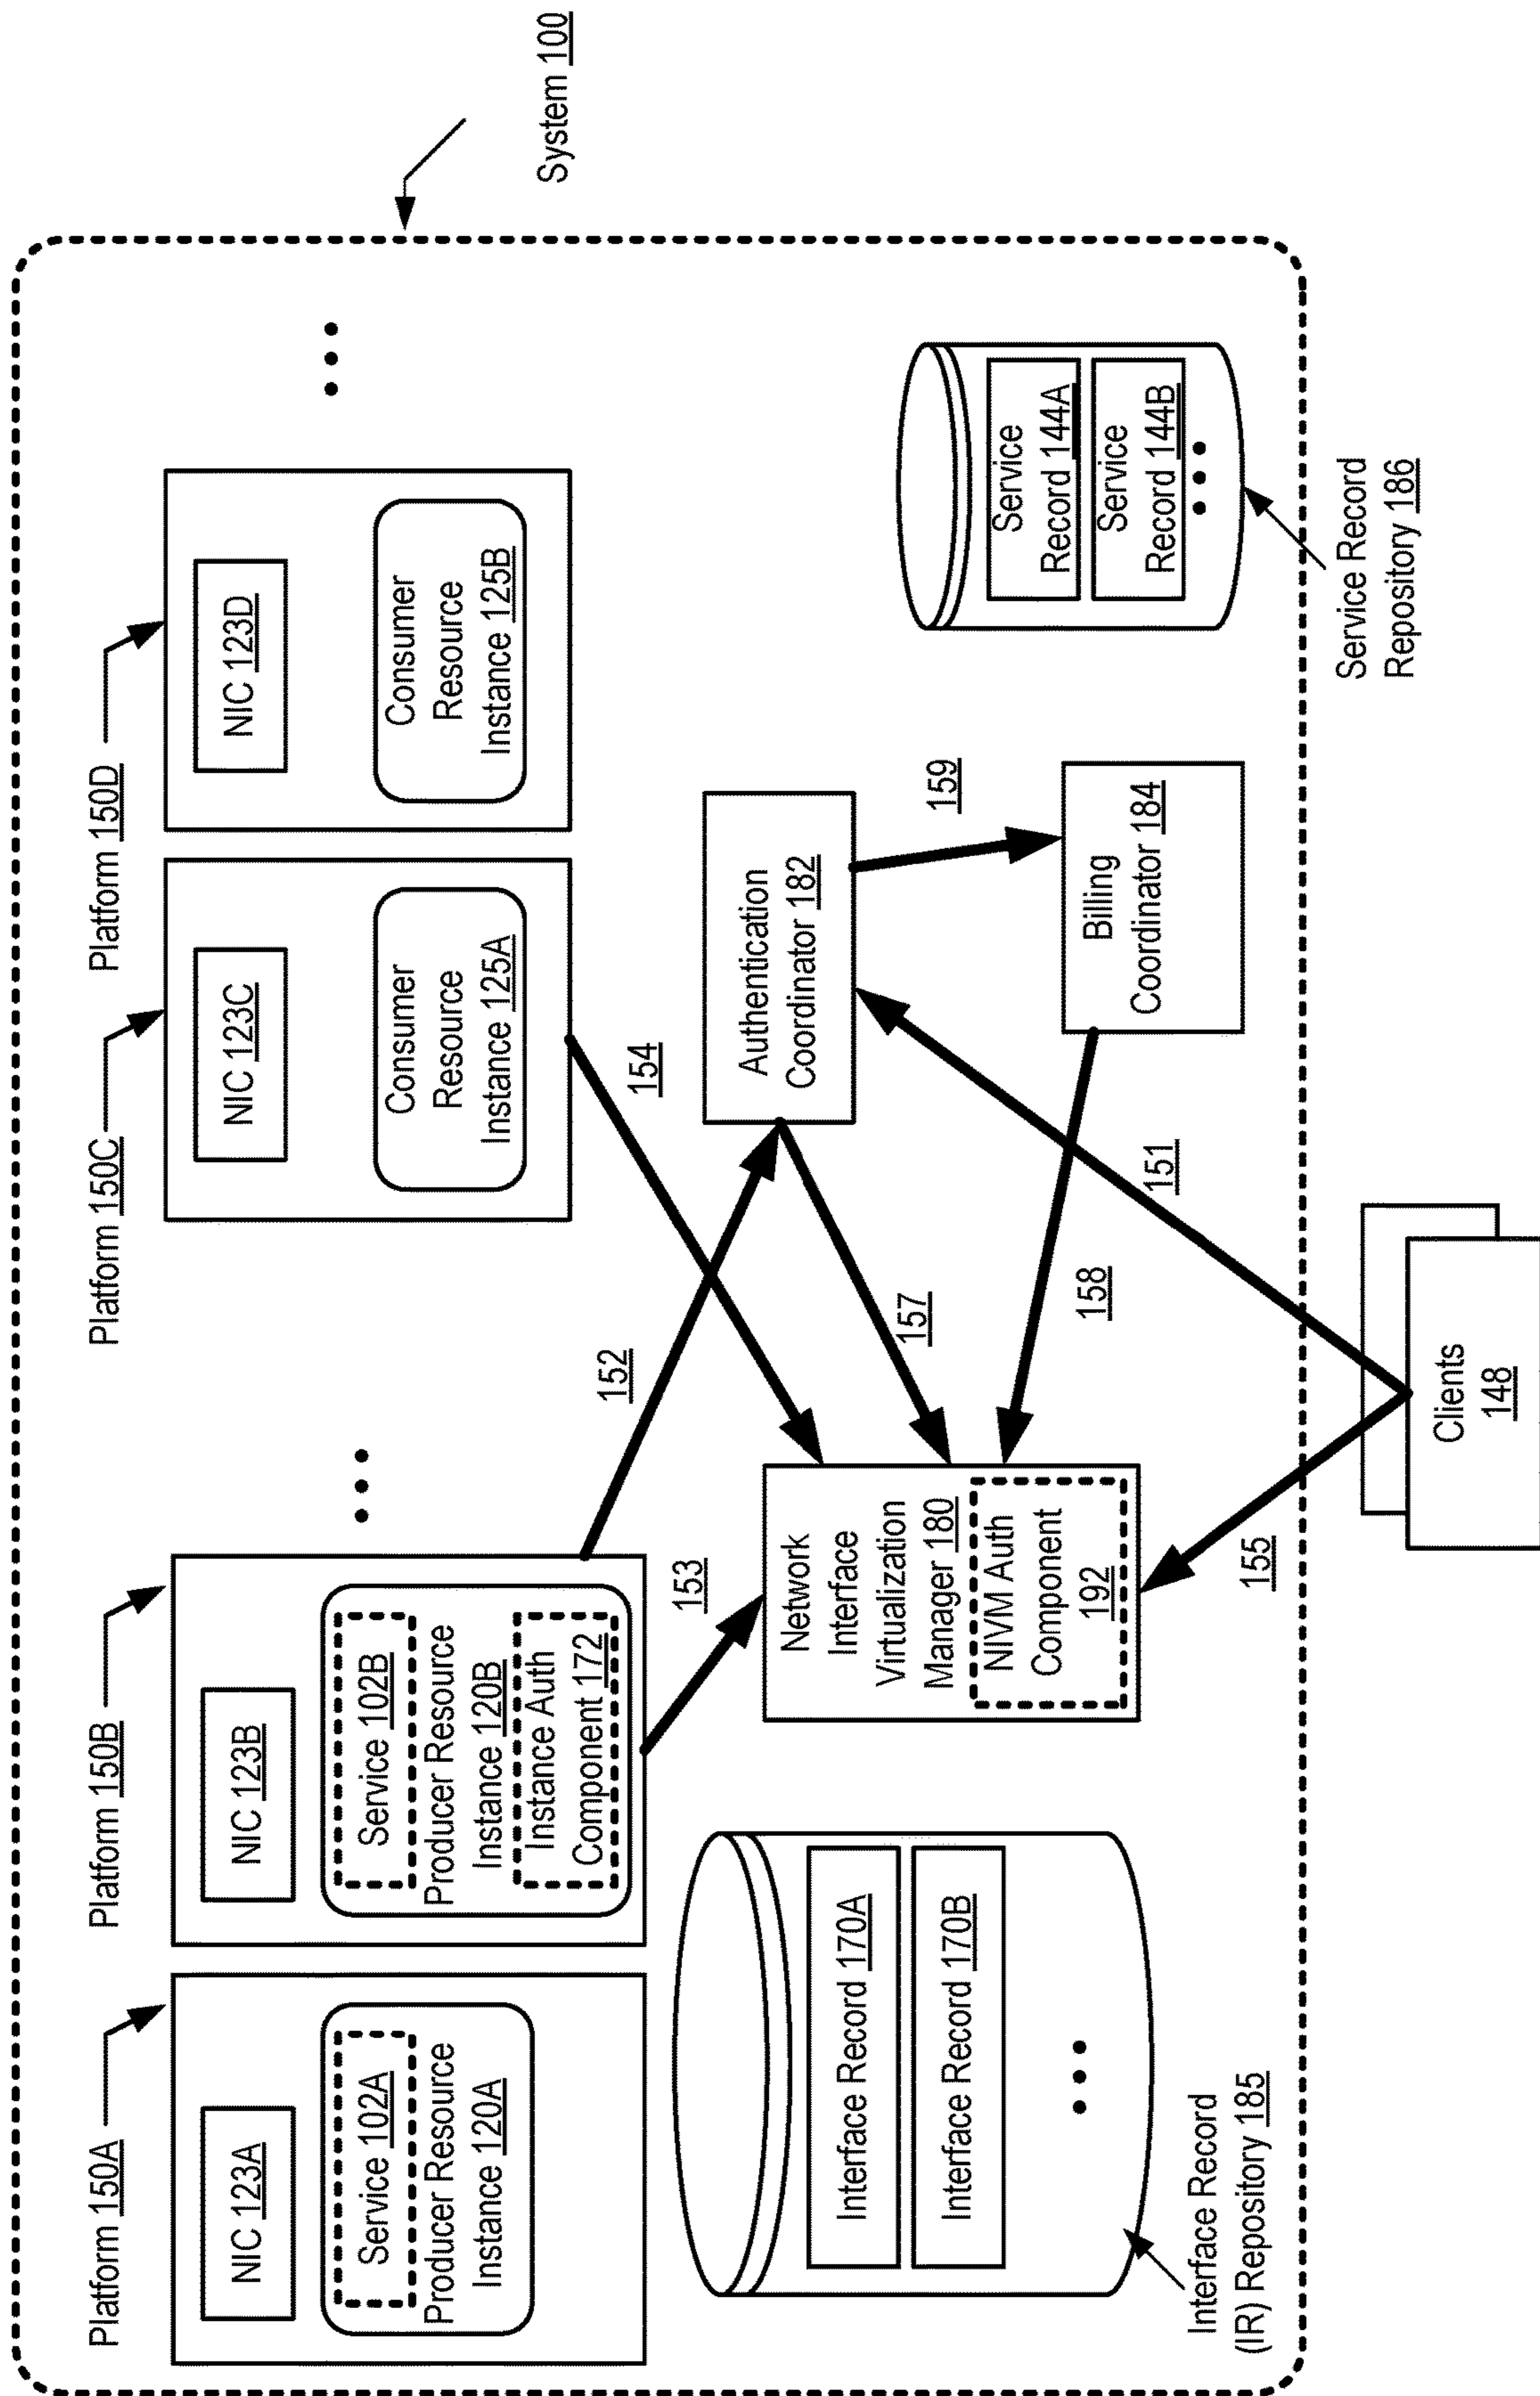 System 100
Platform 150A
NIC 123A
Service 102A
Producer Resource
Instance 120A
Platform 150B
NIC 123B
Service 102B
Producer Resource
Instance 120B
Instance Auth
Component 172
Platform 150C
NIC 123C
Consumer
Resource
Instance 125A
Platform 150D
NIC 123D
Consumer
Resource
Instance 125B
152
153
154
Interface Record 170A
Interface Record 170B
Interface Record
(IR) Repository 185
Network
Interface
Virtualization
Manager 180
NIVM Auth
Component
192
Authentication
Coordinator 182
157
159
Billing
Coordinator 184
158
151
155
Service
Record 144A
Service
Record 144B
Service Record
Repository 186
Clients
148